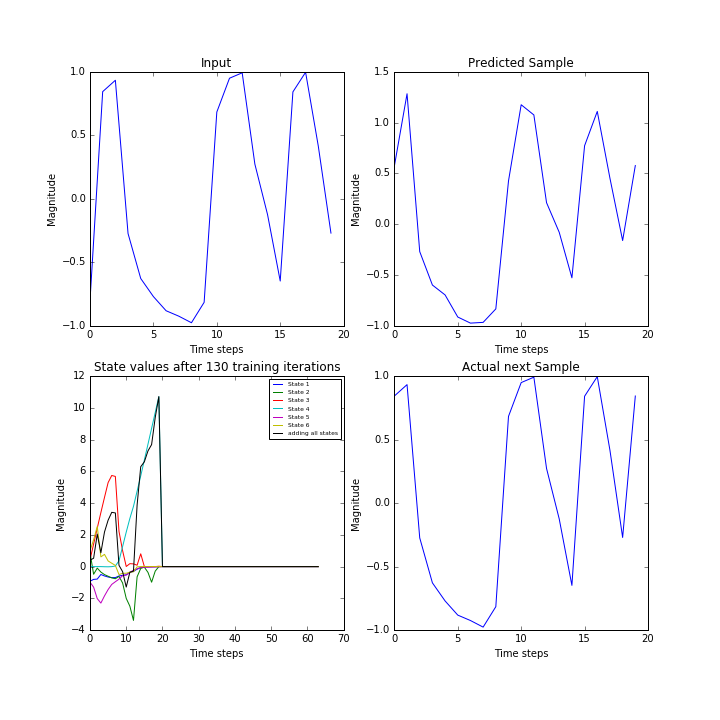 Input
1.0
0.5
0.0
−0.5
−1.0
Magnitude
0 5 10 15 20
Time steps
Predicted Sample
1.5
1.0
0.5
0.0
−0.5
−1.0
Magnitude
0 5 10 15 20
Time steps
State values after 130 training iterations
12
10
8
6
4
2
0
−2
−4
Magnitude
State 1
State 2
State 3
State 4
State 5
State 6
adding all states
0 10 20 30 40 50 60 70
Time steps
Actual next Sample
1.0
0.5
0.0
−0.5
−1.0
Magnitude
0 5 10 15 20
Time steps